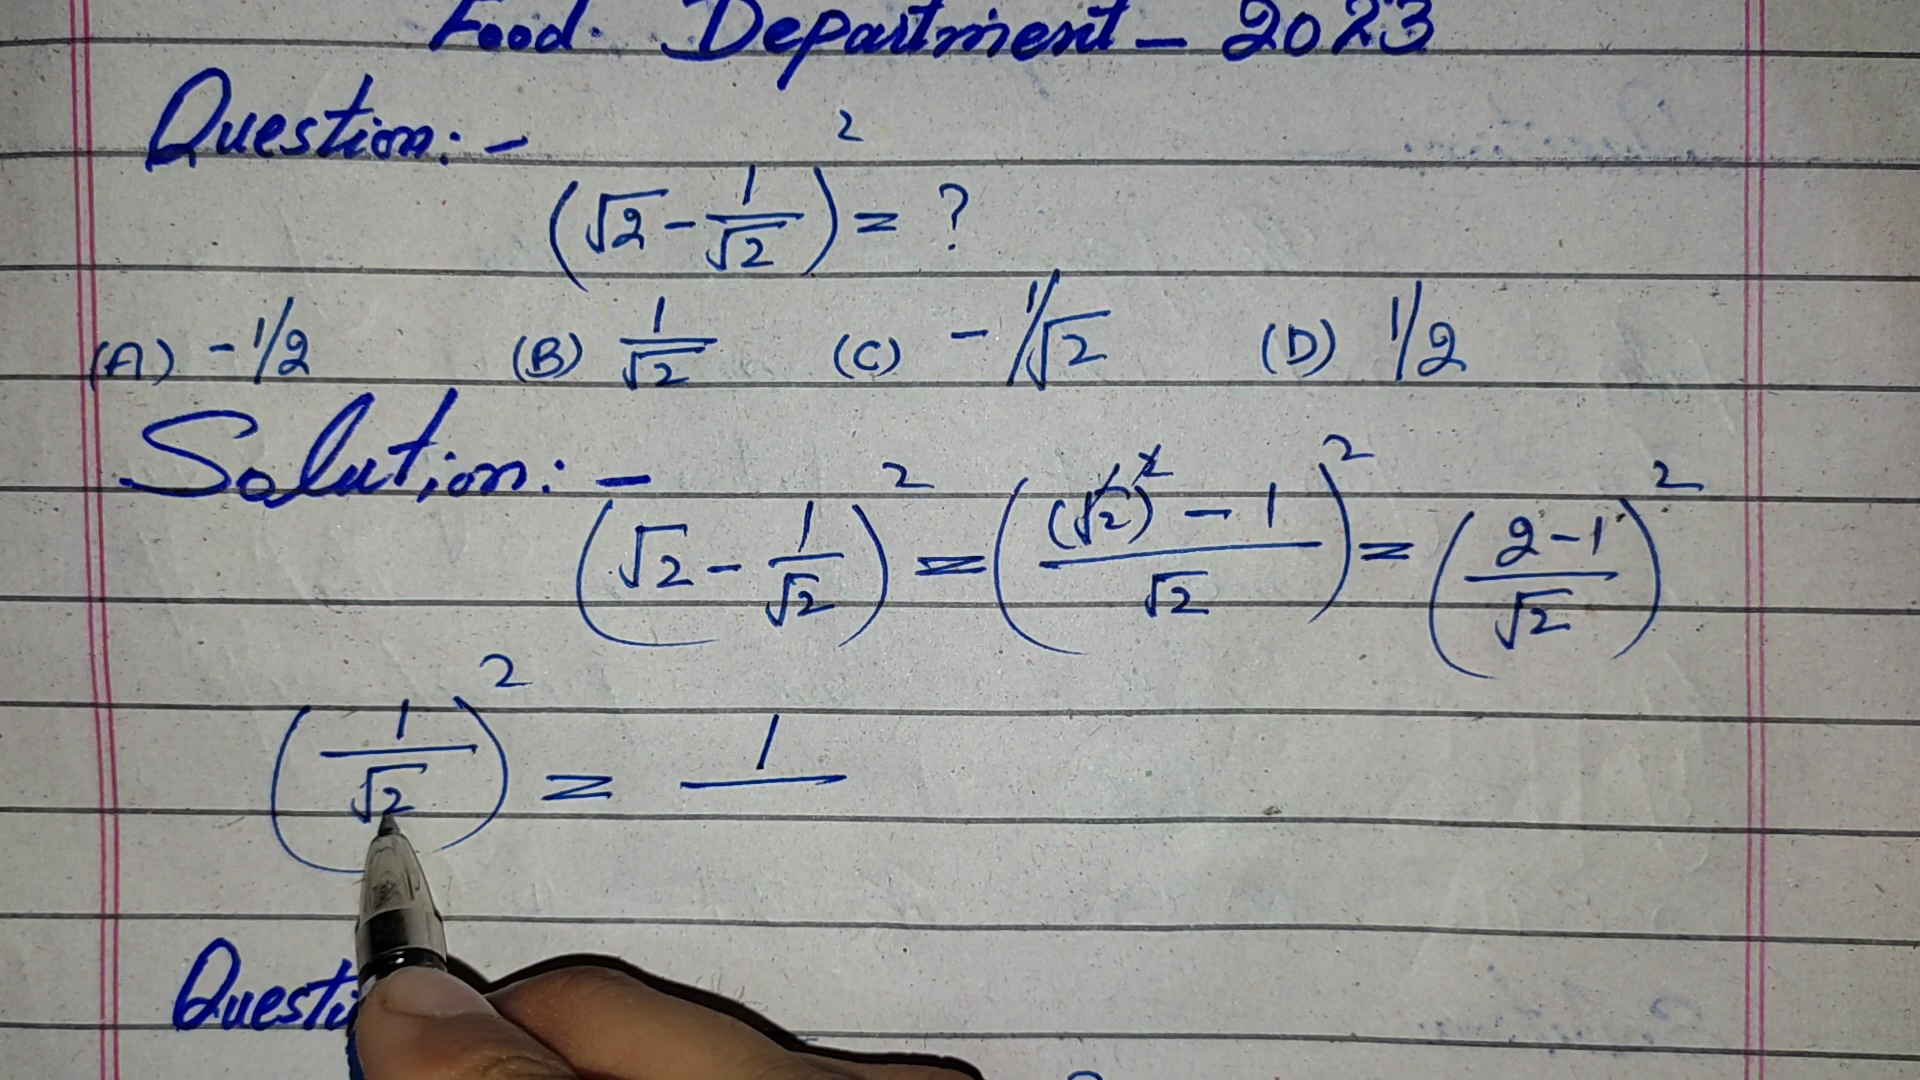 Food. Department - 2023
Question:-
(√2 - 1/√2)² = ?
(A) -1/2 (B) 1/√2 (C) -1/√2 (D) 1/2
Solution:-
(√2 - 1/√2)² = (((√2)² - 1)/√2)² = ((2-1)/√2)²
(1/√2)² = 1/
Questi